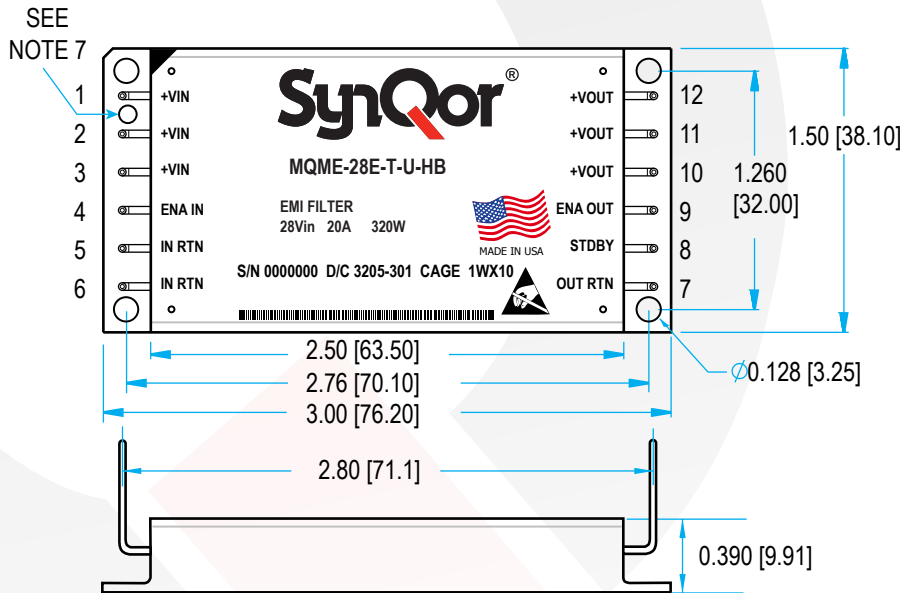 SEE
NOTE 7
SynQor®
MQME-28E-T-U-HB
EMI FILTER
28Vin 20A 320W
MADE IN USA
S/N 0000000 D/C 3205-301 CAGE 1WX10
1 +VIN
2 +VIN
3 +VIN
4 ENA IN
5 IN RTN
6 IN RTN
+VOUT 12
+VOUT 11
+VOUT 10
ENA OUT 9
STDBY 8
OUT RTN 7
1.50 [38.10]
1.260
[32.00]
Ø0.128 [3.25]
2.50 [63.50]
2.76 [70.10]
3.00 [76.20]
2.80 [71.1]
0.390 [9.91]